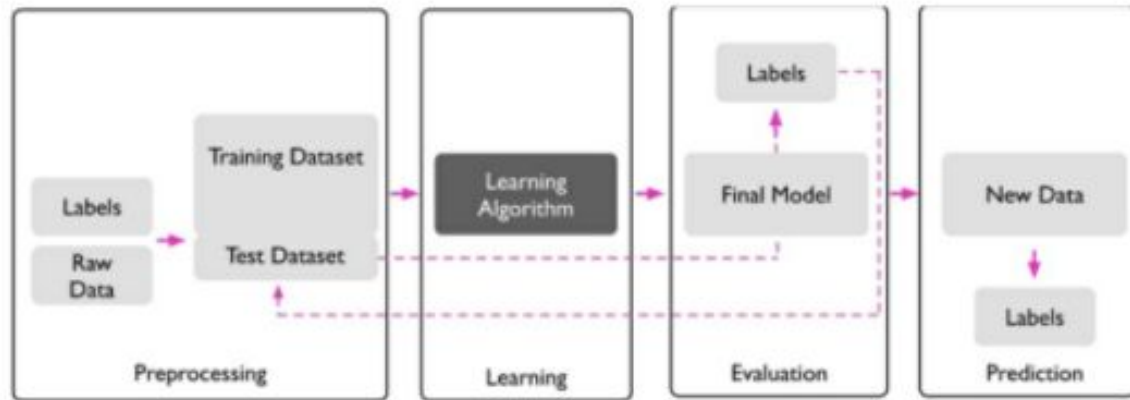 Labels
Raw
Data
Training Dataset
Test Dataset
Preprocessing
Learning
Algorithm
Learning
Labels
Final Model
Evaluation
New Data
Labels
Prediction